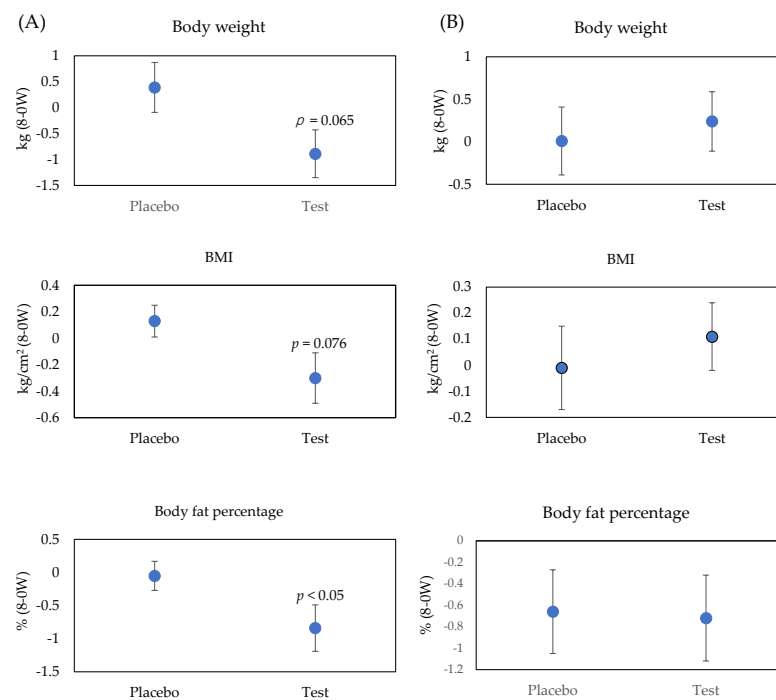 (A)
Body weight
kg (8-0W)
1
0.5
0
-0.5
-1
-1.5
p = 0.065
Placebo
Test
BMI
kg/cm² (8-0W)
0.4
0.2
0
-0.2
-0.4
-0.6
p = 0.076
Placebo
Test
Body fat percentage
% (8-0W)
0.5
0
-0.5
-1
-1.5
p < 0.05
Placebo
Test
(B)
Body weight
kg (8-0W)
1
0.5
0
-0.5
Placebo
Test
BMI
kg/cm² (8-0W)
0.3
0.2
0.1
0
-0.1
-0.2
Placebo
Test
Body fat percentage
% (8-0W)
0
-0.2
-0.4
-0.6
-0.8
-1
-1.2
Placebo
Test